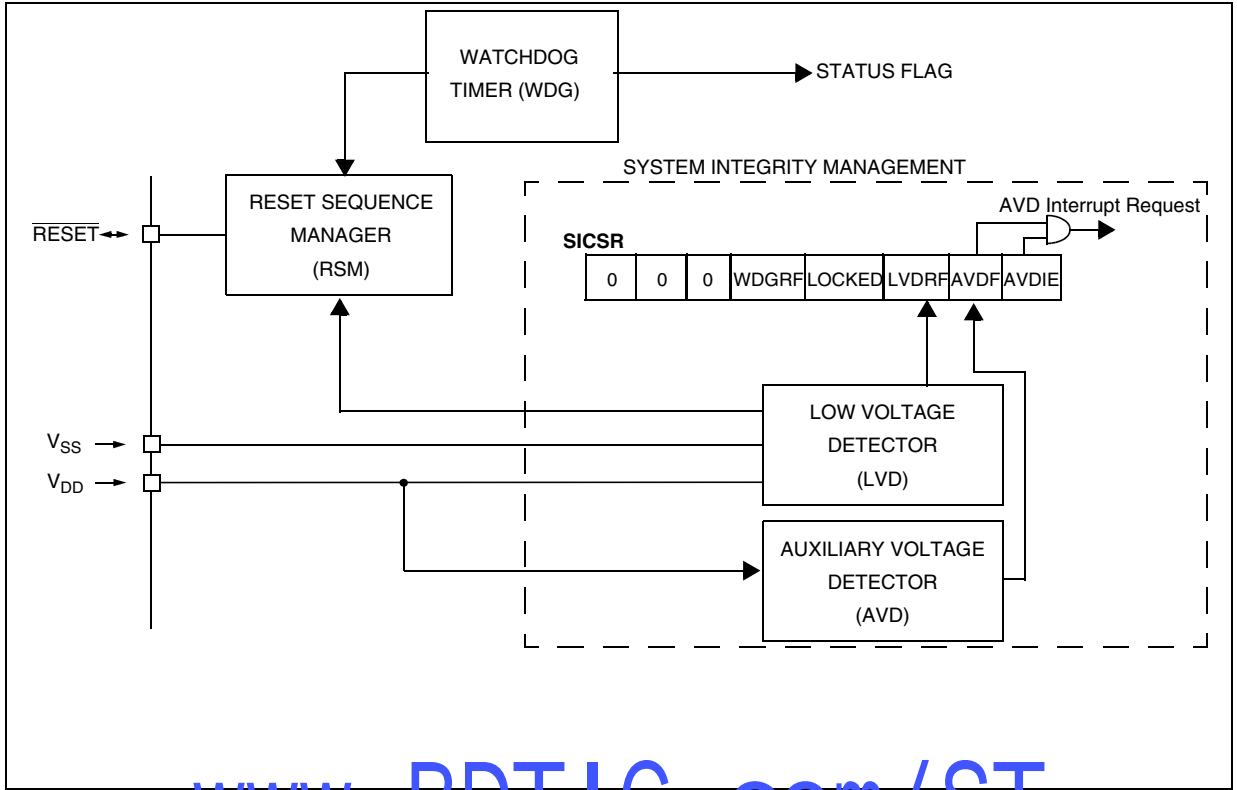 WATCHDOG
TIMER (WDG)
STATUS FLAG
SYSTEM INTEGRITY MANAGEMENT
RESET SEQUENCE
MANAGER
(RSM)
RESET
AVD Interrupt Request
SICSR
0 0 0 WDGRF LOCKED LVDRF AVDF AVDIE
LOW VOLTAGE
DETECTOR
(LVD)
VSS
VDD
AUXILIARY VOLTAGE
DETECTOR
(AVD)